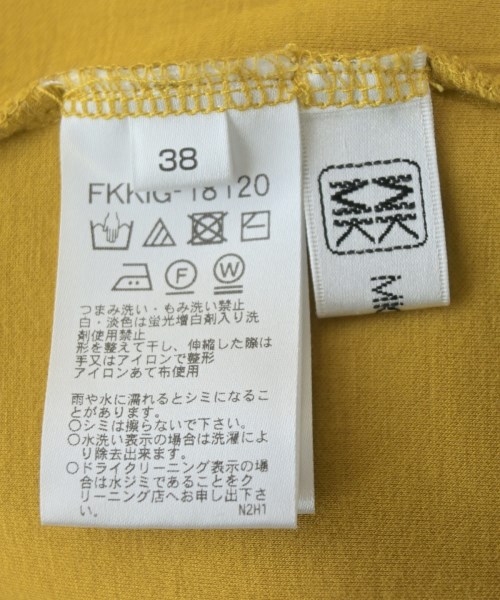 38
FKKIG-18120
F
W
つまみ洗い・もみ洗い禁止
白・淡色は蛍光増白剤入り洗
剤使用禁止
形を整えて干し、伸縮した際は
手又はアイロンで整形
アイロンあて布使用
雨や水に濡れるとシミになるこ
とがあります。
○シミは擦らないで下さい。
○水洗い表示の場合は洗濯によ
り除去出来ます。
○ドライクリーニング表示の場
合は水ジミであることをク
リーニング店へお申し出下さ
い。
N2H1
MK
MK